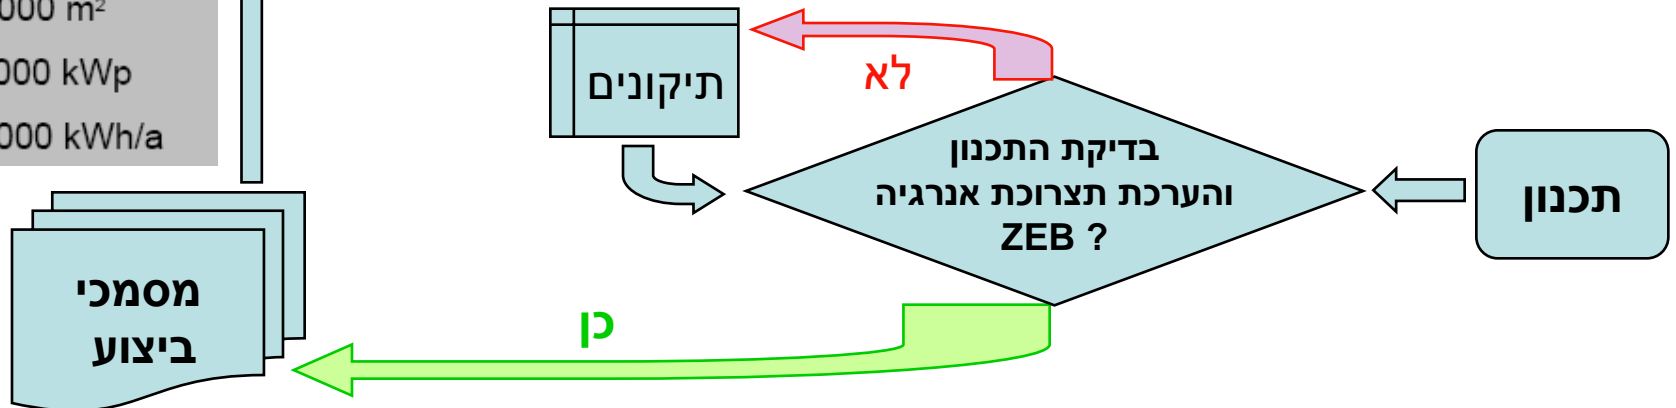 תכנון
בדיקת התכנון
והערכת תצרוכת אנרגיה
ZEB ?
לא
תיקונים
כן
מסמכי
ביצוע
000 m²
000 kWp
000 kWh/a